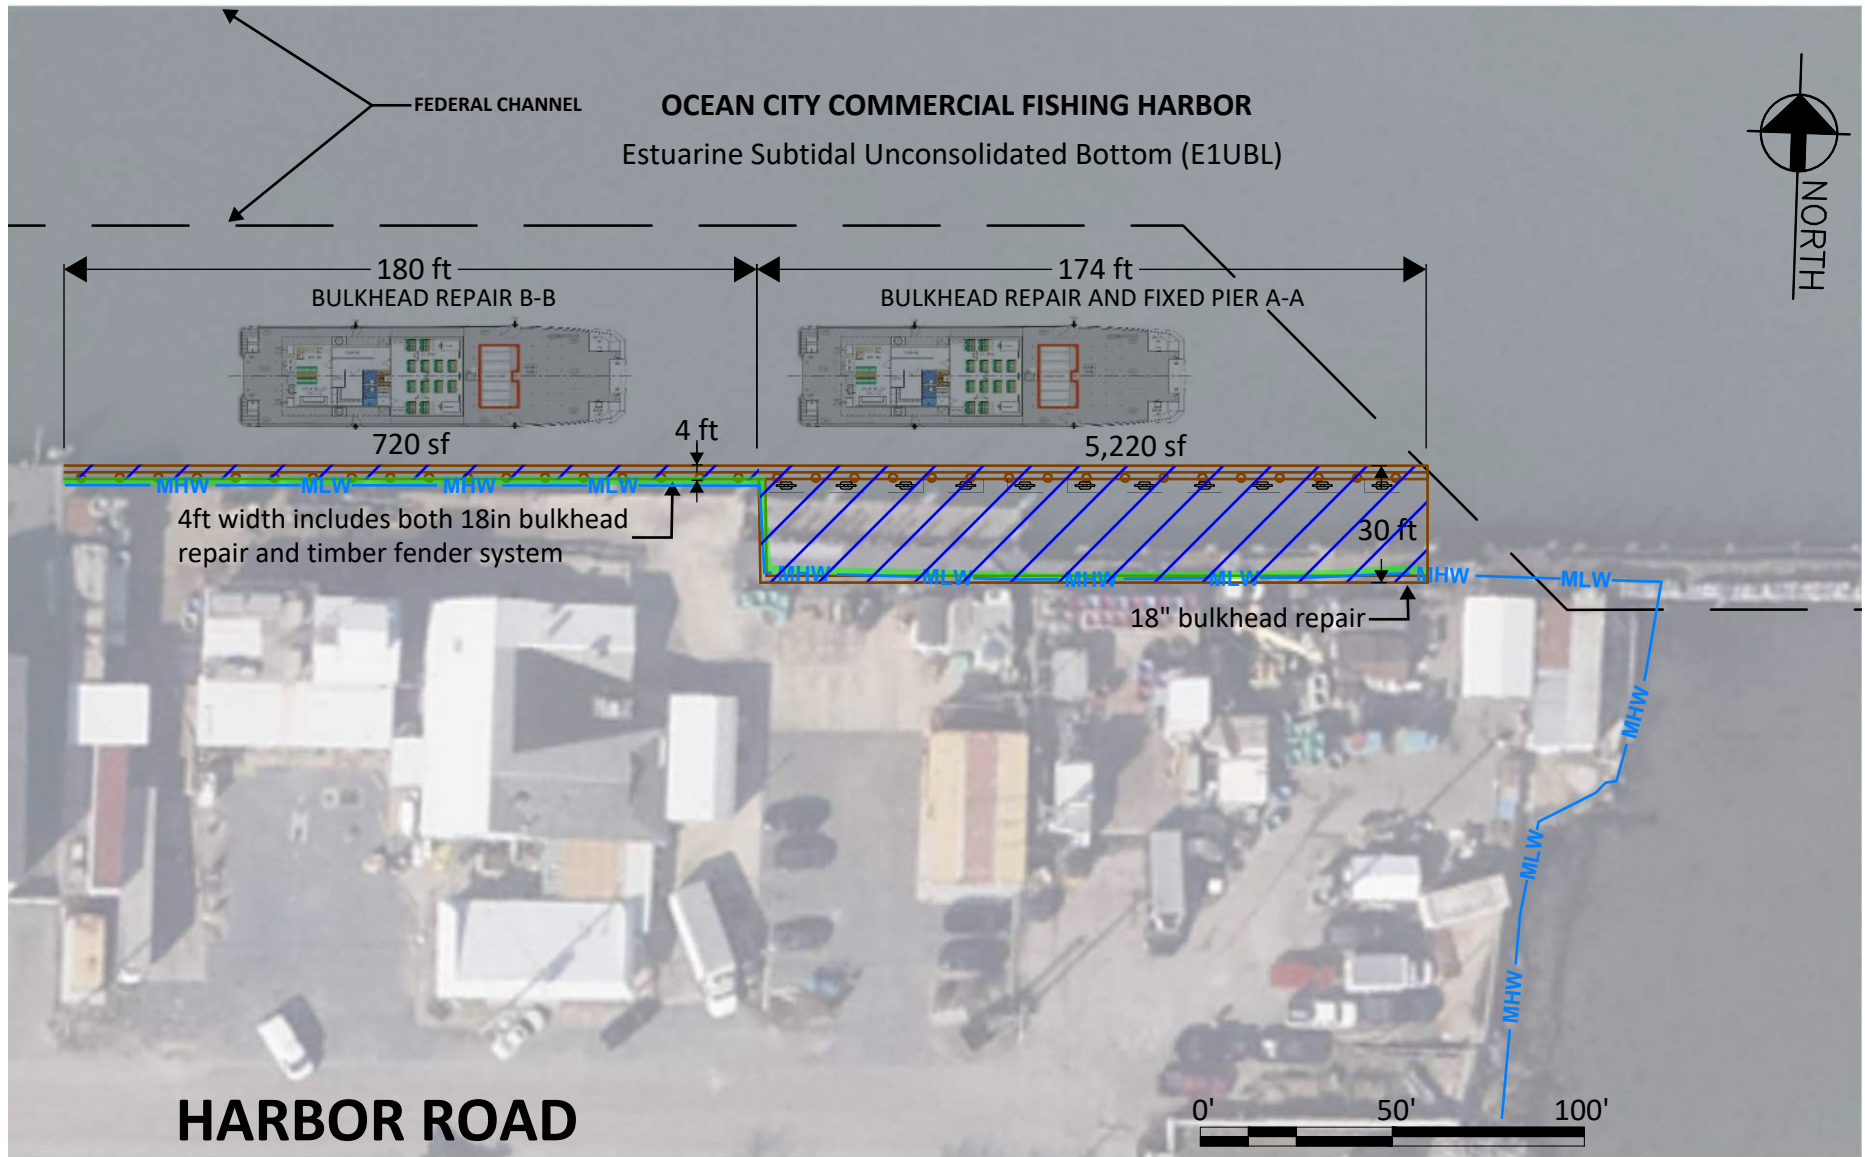 FEDERAL CHANNEL
OCEAN CITY COMMERCIAL FISHING HARBOR
Estuarine Subtidal Unconsolidated Bottom (E1UBL)
NORTH
180 ft
174 ft
BULKHEAD REPAIR B-B
BULKHEAD REPAIR AND FIXED PIER A-A
720 sf
4 ft
5,220 sf
MHW MLW MHW MLW
4ft width includes both 18in bulkhead
repair and timber fender system
30 ft
MHW MLW MHW MLW MHW MLW
18" bulkhead repair
MHW
MLW
MHW
HARBOR ROAD
0' 50' 100'